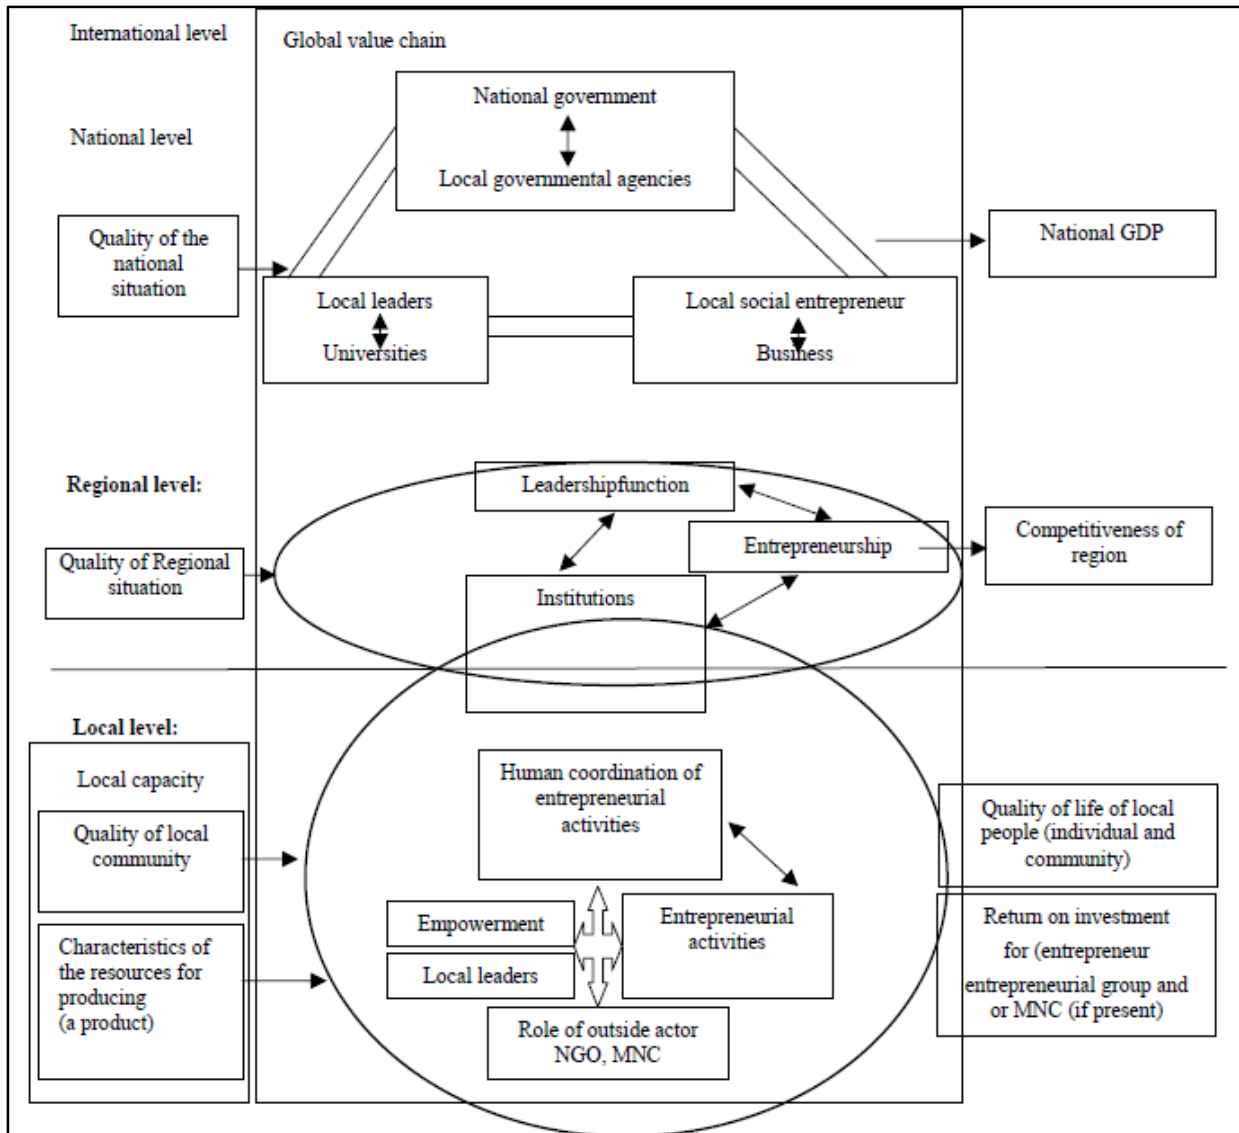 International level
Global value chain
National government
National level
Local governmental agencies
Quality of the
national
situation
National GDP
Local leaders
Universities
Local social entrepreneur
Business
Regional level:
Leadershipfunction
Entrepreneurship
Competitiveness of
region
Quality of Regional
situation
Institutions
Local level:
Local capacity
Quality of local
community
Characteristics of
the resources for
producing
(a product)
Human coordination of
entrepreneurial
activities
Empowerment
Local leaders
Entrepreneurial
activities
Role of outside actor
NGO, MNC
Quality of life of local
people (individual and
community)
Return on investment
for (entrepreneur
entrepreneurial group and
or MNC (if present)